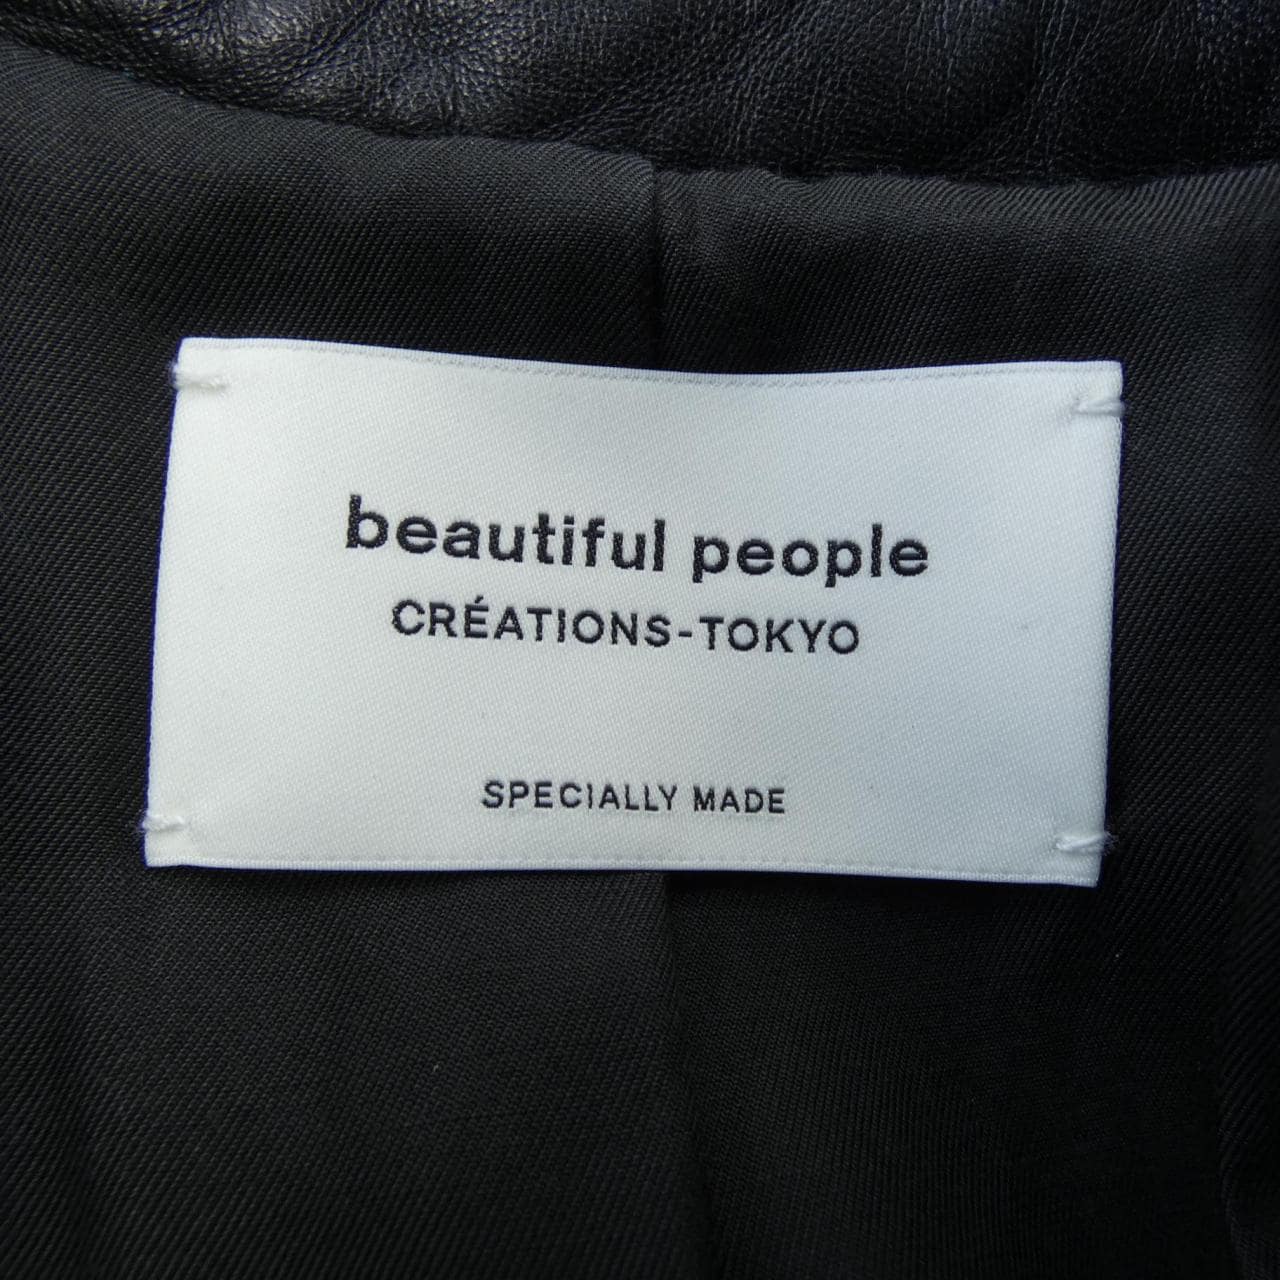 beautiful people
CRÉATIONS-TOKYO
SPECIALLY MADE